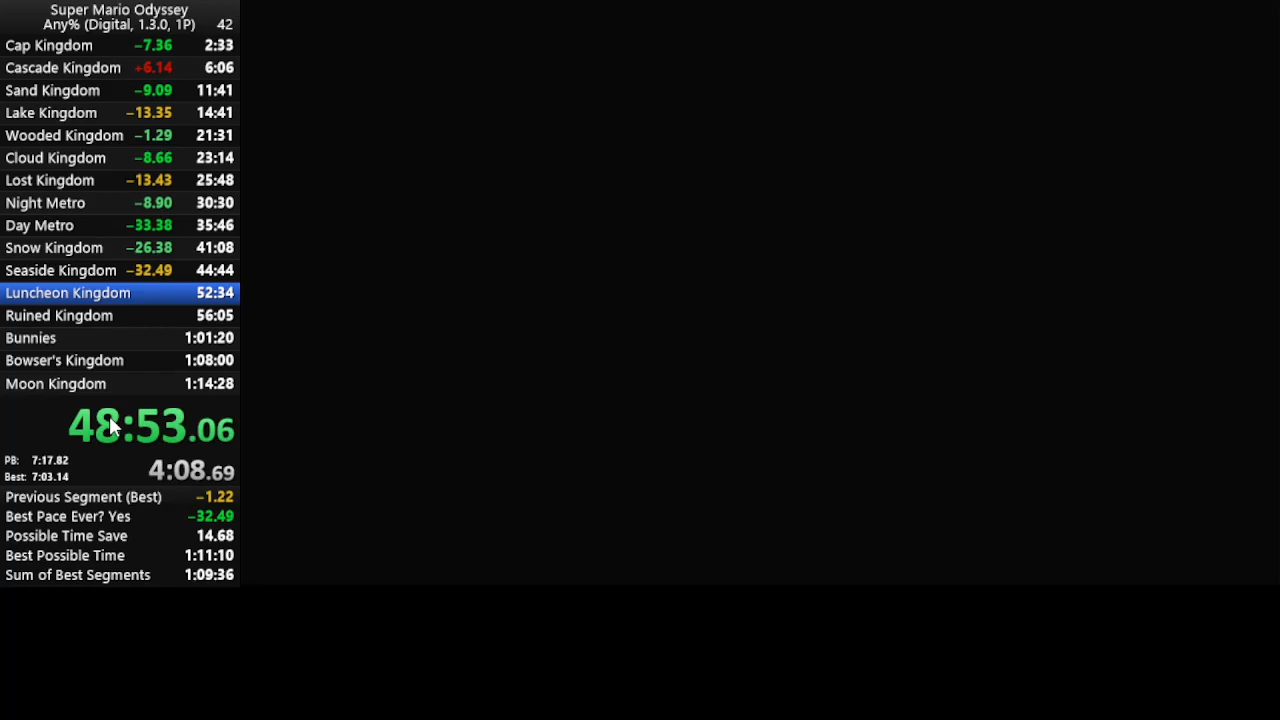 Super Mario Odyssey
Any% (Digital, 1.3.0, 1P) 42
Cap Kingdom −7.36 2:33
Cascade Kingdom +6.14 6:06
Sand Kingdom −9.09 11:41
Lake Kingdom −13.35 14:41
Wooded Kingdom −1.29 21:31
Cloud Kingdom −8.66 23:14
Lost Kingdom −13.43 25:48
Night Metro −8.90 30:30
Day Metro −33.38 35:46
Snow Kingdom −26.38 41:08
Seaside Kingdom −32.49 44:44
Luncheon Kingdom 52:34
Ruined Kingdom 56:05
Bunnies 1:01:20
Bowser's Kingdom 1:08:00
Moon Kingdom 1:14:28
48:53.06
PB: 7:17.82
Best: 7:03.14
4:08.69
Previous Segment (Best) −1.22
Best Pace Ever? Yes −32.49
Possible Time Save 14.68
Best Possible Time 1:11:10
Sum of Best Segments 1:09:36